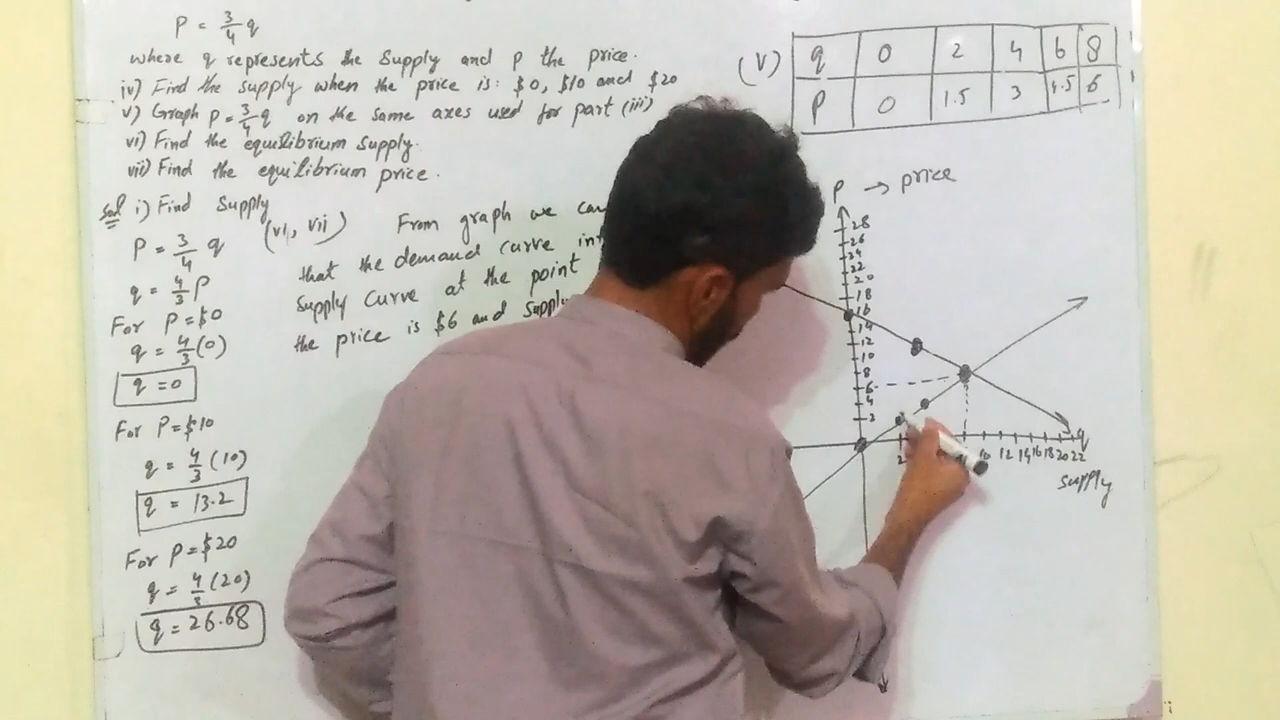 P = 3/4 q
where q represents the supply and P the price.
iv) Find the supply when the price is: $0, $10 and $20
v) Graph P = 3/4 q on the same axes used for part (iii)
vi) Find the equilibrium supply.
vii) Find the equilibrium price.
Sol i) Find Supply
P = 3/4 q
q = 4/3 P
For P = $0
q = 4/3 (0)
q = 0
For P = $10
q = 4/3 (10)
q = 13.2
For P = $20
q = 4/3 (20)
q = 26.68
(vi, vii) From graph we can
that the demand curve int
Supply Curve at the point
the price is $6 and supply
(V)
q 0 2 4 6 8
P 0 1.5 3 4.5 6
P → price
28
26
24
22
20
18
16
14
12
10
8
6
4
2
2 10 12 14 16 18 20 22 q
supply